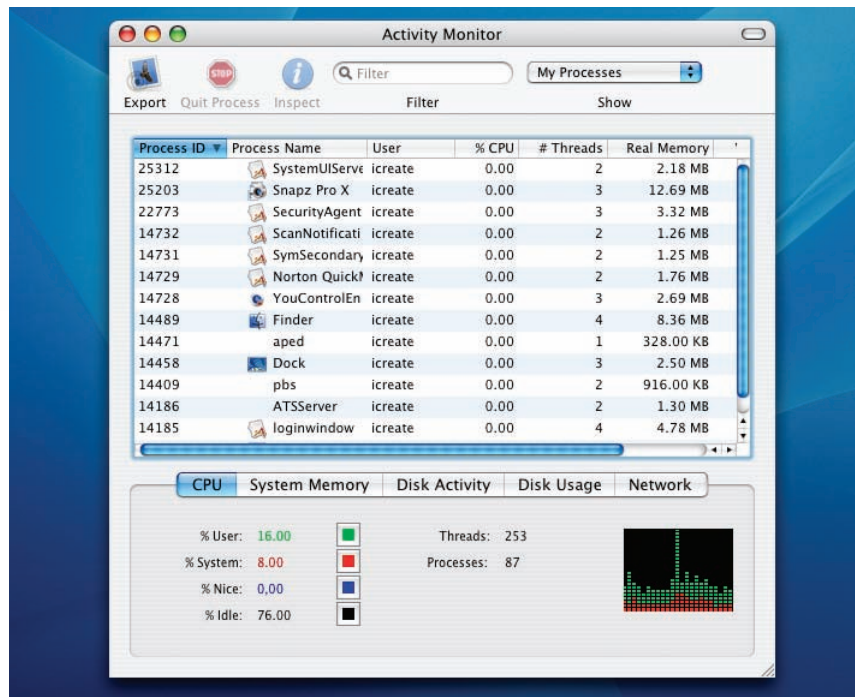 Activity Monitor
STOP
Filter
My Processes
Export Quit Process Inspect Filter Show
Process ID Process Name User % CPU # Threads Real Memory '
25312 SystemUIServe icreate 0.00 2 2.18 MB
25203 Snapz Pro X icreate 0.00 3 12.69 MB
22773 SecurityAgent icreate 0.00 3 3.32 MB
14732 ScanNotificati icreate 0.00 2 1.26 MB
14731 SymSecondary icreate 0.00 2 1.25 MB
14729 Norton QuickM icreate 0.00 2 1.76 MB
14728 YouControlEn icreate 0.00 3 2.69 MB
14489 Finder icreate 0.00 4 8.36 MB
14471 aped icreate 0.00 1 328.00 KB
14458 Dock icreate 0.00 3 2.50 MB
14409 pbs icreate 0.00 2 916.00 KB
14186 ATSServer icreate 0.00 2 1.30 MB
14185 loginwindow icreate 0.00 4 4.78 MB
CPU System Memory Disk Activity Disk Usage Network
% User: 16.00 Threads: 253
% System: 8.00 Processes: 87
% Nice: 0,00
% Idle: 76.00